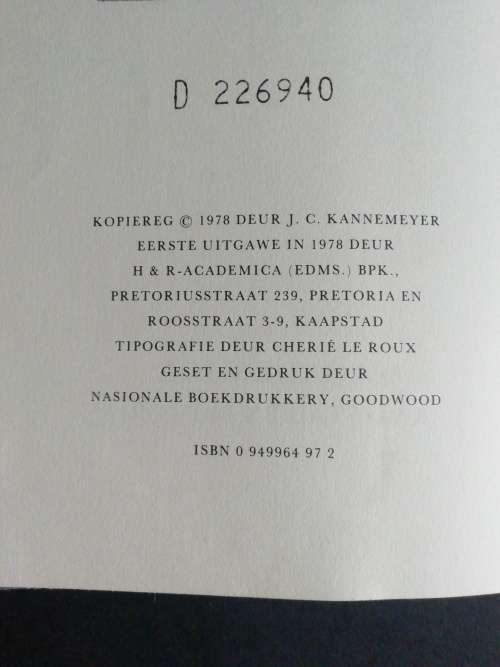 D 226940
KOPIEREG © 1978 DEUR J. C. KANNEMEYER
EERSTE UITGAWE IN 1978 DEUR
H & R-ACADEMICA (EDMS.) BPK.,
PRETORIUSSTRAAT 239, PRETORIA EN
ROOSSTRAAT 3-9, KAAPSTAD
TIPOGRAFIE DEUR CHERIÉ LE ROUX
GESET EN GEDRUK DEUR
NASIONALE BOEKDRUKKERY, GOODWOOD
ISBN 0 949964 97 2